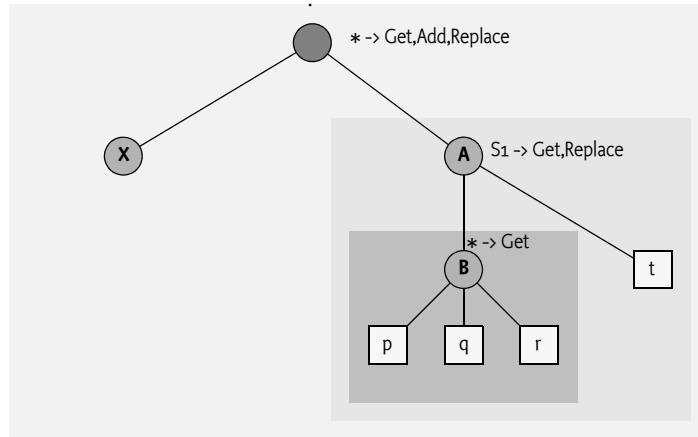 * -> Get,Add,Replace
X
A
S1 -> Get,Replace
* -> Get
B
t
p
q
r